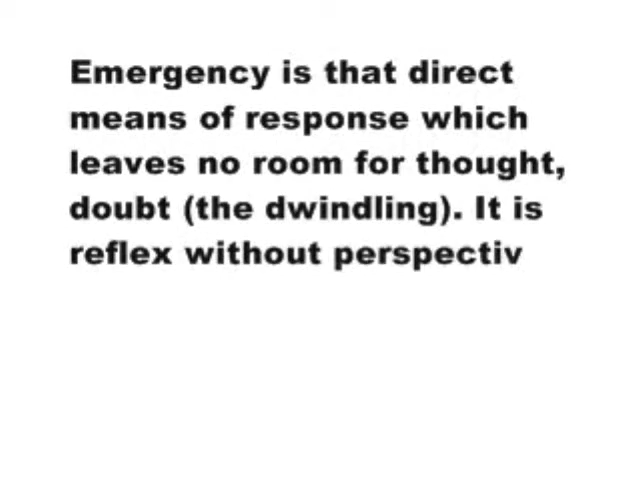 Emergency is that direct
means of response which
leaves no room for thought,
doubt (the dwindling). It is
reflex without perspectiv